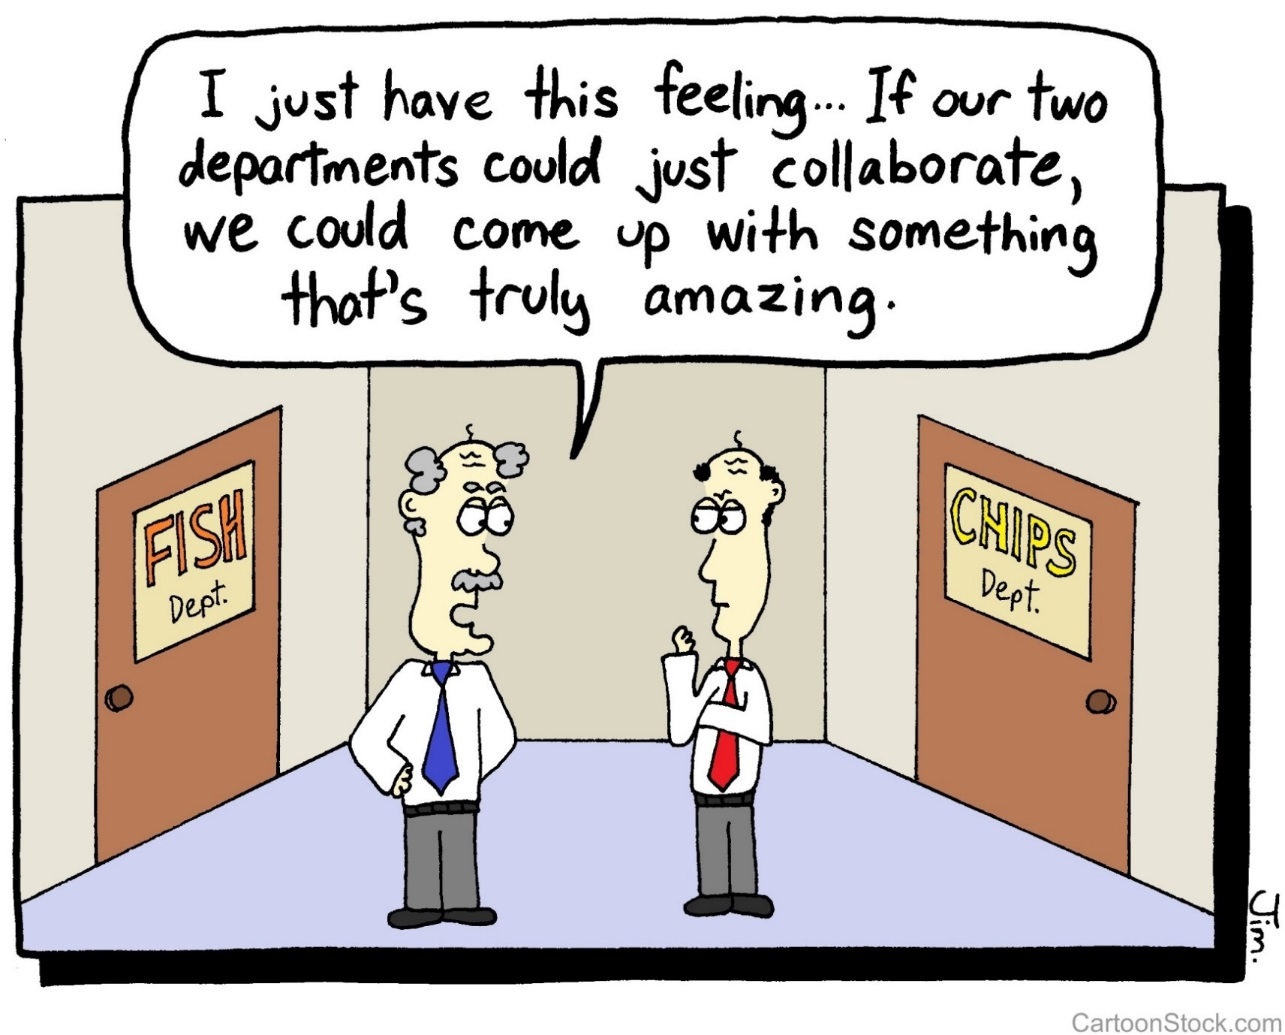 I just have this feeling... If our two
departments could just collaborate,
we could come up with something
that's truly amazing.
FISH
Dept.
CHIPS
Dept.
Jim.
CartoonStock.com